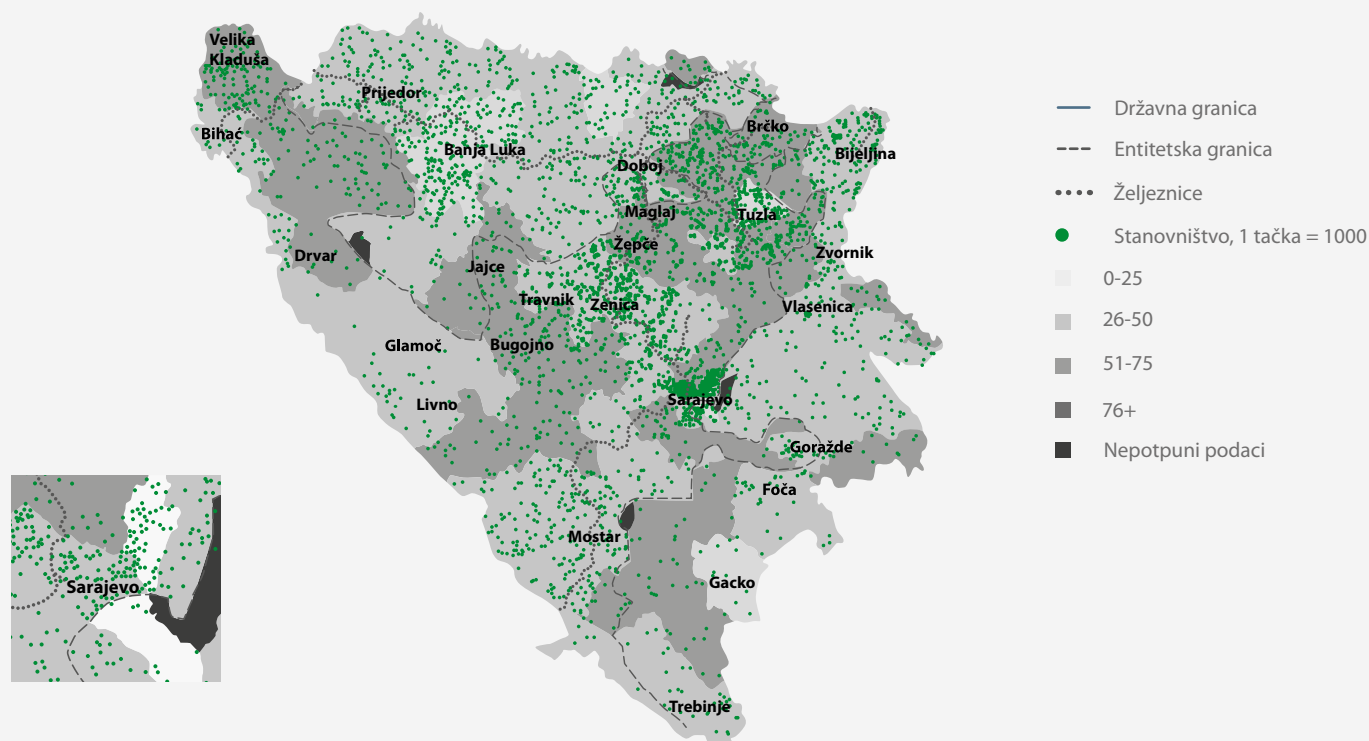 Velika
Kladuša
Prijedor
Bihać
Banja Luka
Brčko
Bijeljina
Doboj
Maglaj
Tuzla
Žepče
Zvornik
Drvar
Jajce
Travnik
Zenica
Vlasenica
Glamoč
Bugojno
Livno
Sarajevo
Goražde
Foča
Mostar
Gacko
Trebinje
Sarajevo
Državna granica
Entitetska granica
Željeznice
Stanovništvo, 1 tačka = 1000
0-25
26-50
51-75
76+
Nepotpuni podaci